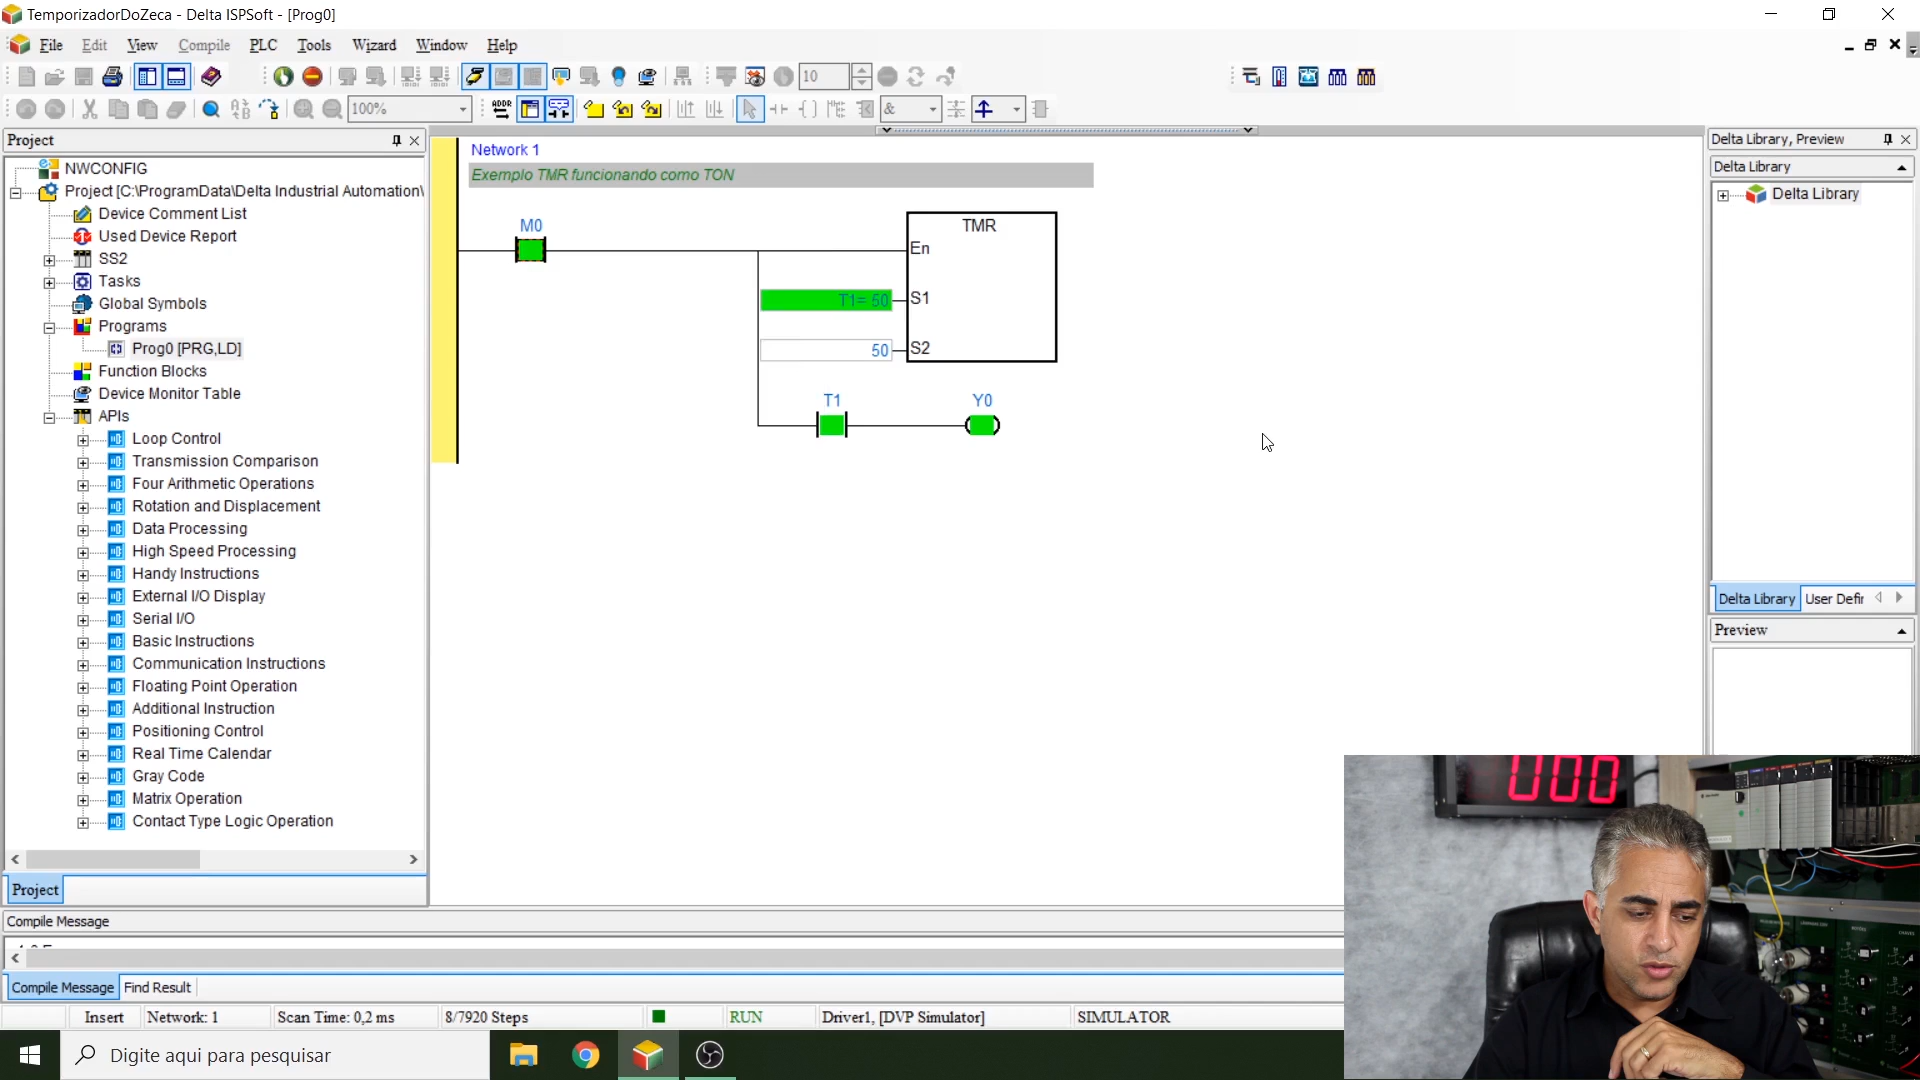 TemporizadorDoZeca - Delta ISPSoft - [Prog0]
File Edit View Compile PLC Tools Wizard Window Help
10
100% ADDR &
Project
NWCONFIG
Project [C:\ProgramData\Delta Industrial Automation\
Device Comment List
Used Device Report
SS2
Tasks
Global Symbols
Programs
Prog0 [PRG,LD]
Function Blocks
Device Monitor Table
APIs
Loop Control
Transmission Comparison
Four Arithmetic Operations
Rotation and Displacement
Data Processing
High Speed Processing
Handy Instructions
External I/O Display
Serial I/O
Basic Instructions
Communication Instructions
Floating Point Operation
Additional Instruction
Positioning Control
Real Time Calendar
Gray Code
Matrix Operation
Contact Type Logic Operation
Project
Network 1
Exemplo TMR funcionando como TON
M0
TMR
En
T1= 50 S1
50 S2
T1 Y0
Delta Library, Preview
Delta Library
Delta Library
Delta Library User Defir
Preview
Compile Message
Compile Message Find Result
Insert Network: 1 Scan Time: 0,2 ms 8/7920 Steps RUN Driver1, [DVP Simulator] SIMULATOR
Digite aqui para pesquisar